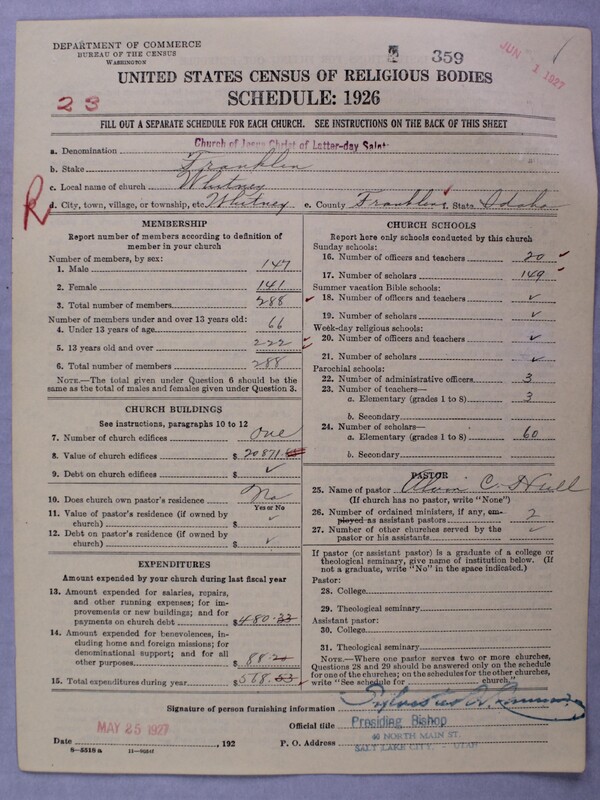 DEPARTMENT OF COMMERCE
BUREAU OF THE CENSUS
WASHINGTON
359
JUN 1 1927
UNITED STATES CENSUS OF RELIGIOUS BODIES
23
SCHEDULE: 1926
FILL OUT A SEPARATE SCHEDULE FOR EACH CHURCH. SEE INSTRUCTIONS ON THE BACK OF THIS SHEET
a. Denomination Church of Jesus Christ of Latter-day Saints
b. Stake Franklin
c. Local name of church Whitney
R
d. City, town, village, or township, etc. Whitney e. County Franklin f. State Idaho
MEMBERSHIP
Report number of members according to definition of
member in your church
Number of members, by sex:
1. Male 147
2. Female 141
3. Total number of members 288
Number of members under and over 13 years old:
4. Under 13 years of age 66
5. 13 years old and over 222
6. Total number of members 288
NOTE.—The total given under Question 6 should be
the same as the total of males and females given under Question 3.
CHURCH BUILDINGS
See instructions, paragraphs 10 to 12
7. Number of church edifices One
8. Value of church edifices $ 20871.
9. Debt on church edifices $ ✓
10. Does church own pastor's residence No
Yes or No
11. Value of pastor's residence (if owned by
church) $ ✓
12. Debt on pastor's residence (if owned by
church) $ ✓
EXPENDITURES
Amount expended by your church during last fiscal year
13. Amount expended for salaries, repairs,
and other running expenses; for im-
provements or new buildings; and for
payments on church debt $ 480.33
14. Amount expended for benevolences, in-
cluding home and foreign missions; for
denominational support; and for all
other purposes $ 88.20
15. Total expenditures during year $ 568.53
CHURCH SCHOOLS
Report here only schools conducted by this church
Sunday schools:
16. Number of officers and teachers 20 ✓
17. Number of scholars 149 ✓
Summer vacation Bible schools:
18. Number of officers and teachers ✓
19. Number of scholars ✓
Week-day religious schools:
20. Number of officers and teachers ✓
21. Number of scholars ✓
Parochial schools:
22. Number of administrative officers 3
23. Number of teachers—
a. Elementary (grades 1 to 8) 3
b. Secondary
24. Number of scholars—
a. Elementary (grades 1 to 8) 60
b. Secondary
PASTOR
25. Name of pastor C. Hull
(If church has no pastor, write "None")
26. Number of ordained ministers, if any, em-
ployed as assistant pastors 2
27. Number of other churches served by the
pastor or his assistants ✓
If pastor (or assistant pastor) is a graduate of a college or
theological seminary, give name of institution below. (If
not a graduate, write "No" in the space indicated.)
Pastor:
28. College
29. Theological seminary
Assistant pastor:
30. College
31. Theological seminary
NOTE.—Where one pastor serves two or more churches,
Questions 28 and 29 should be answered only on the schedule
for one of the churches; on the schedules for the other churches,
write "See schedule for church."
Signature of person furnishing information Sylvester Q. Cannon
Official title Presiding Bishop
MAY 25 1927
40 NORTH MAIN ST.
Date , 192 P. O. Address SALT LAKE CITY, UTAH
8—5518 a 11—9024f